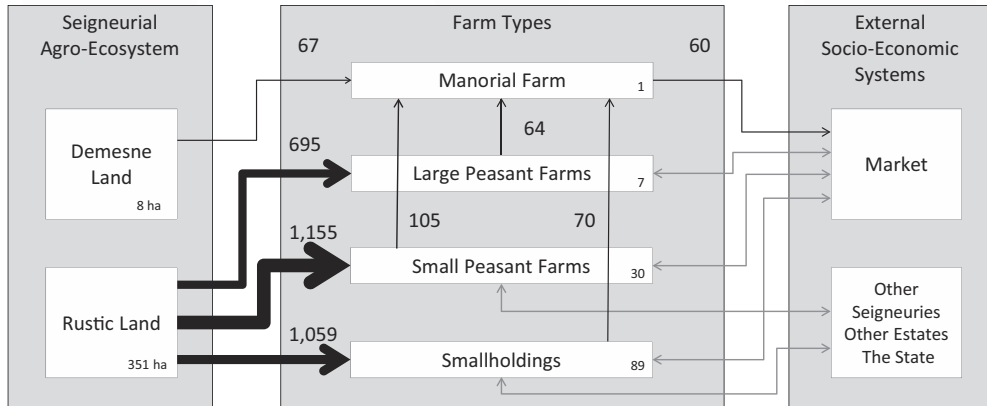 Seigneurial
Agro-Ecosystem
Farm Types
External
Socio-Economic
Systems
67
60
Manorial Farm
1
Demesne
Land
8 ha
64
695
Large Peasant Farms
7
Market
105
70
1,155
Small Peasant Farms
30
Rustic Land
351 ha
1,059
Smallholdings
89
Other
Seigneuries
Other Estates
The State